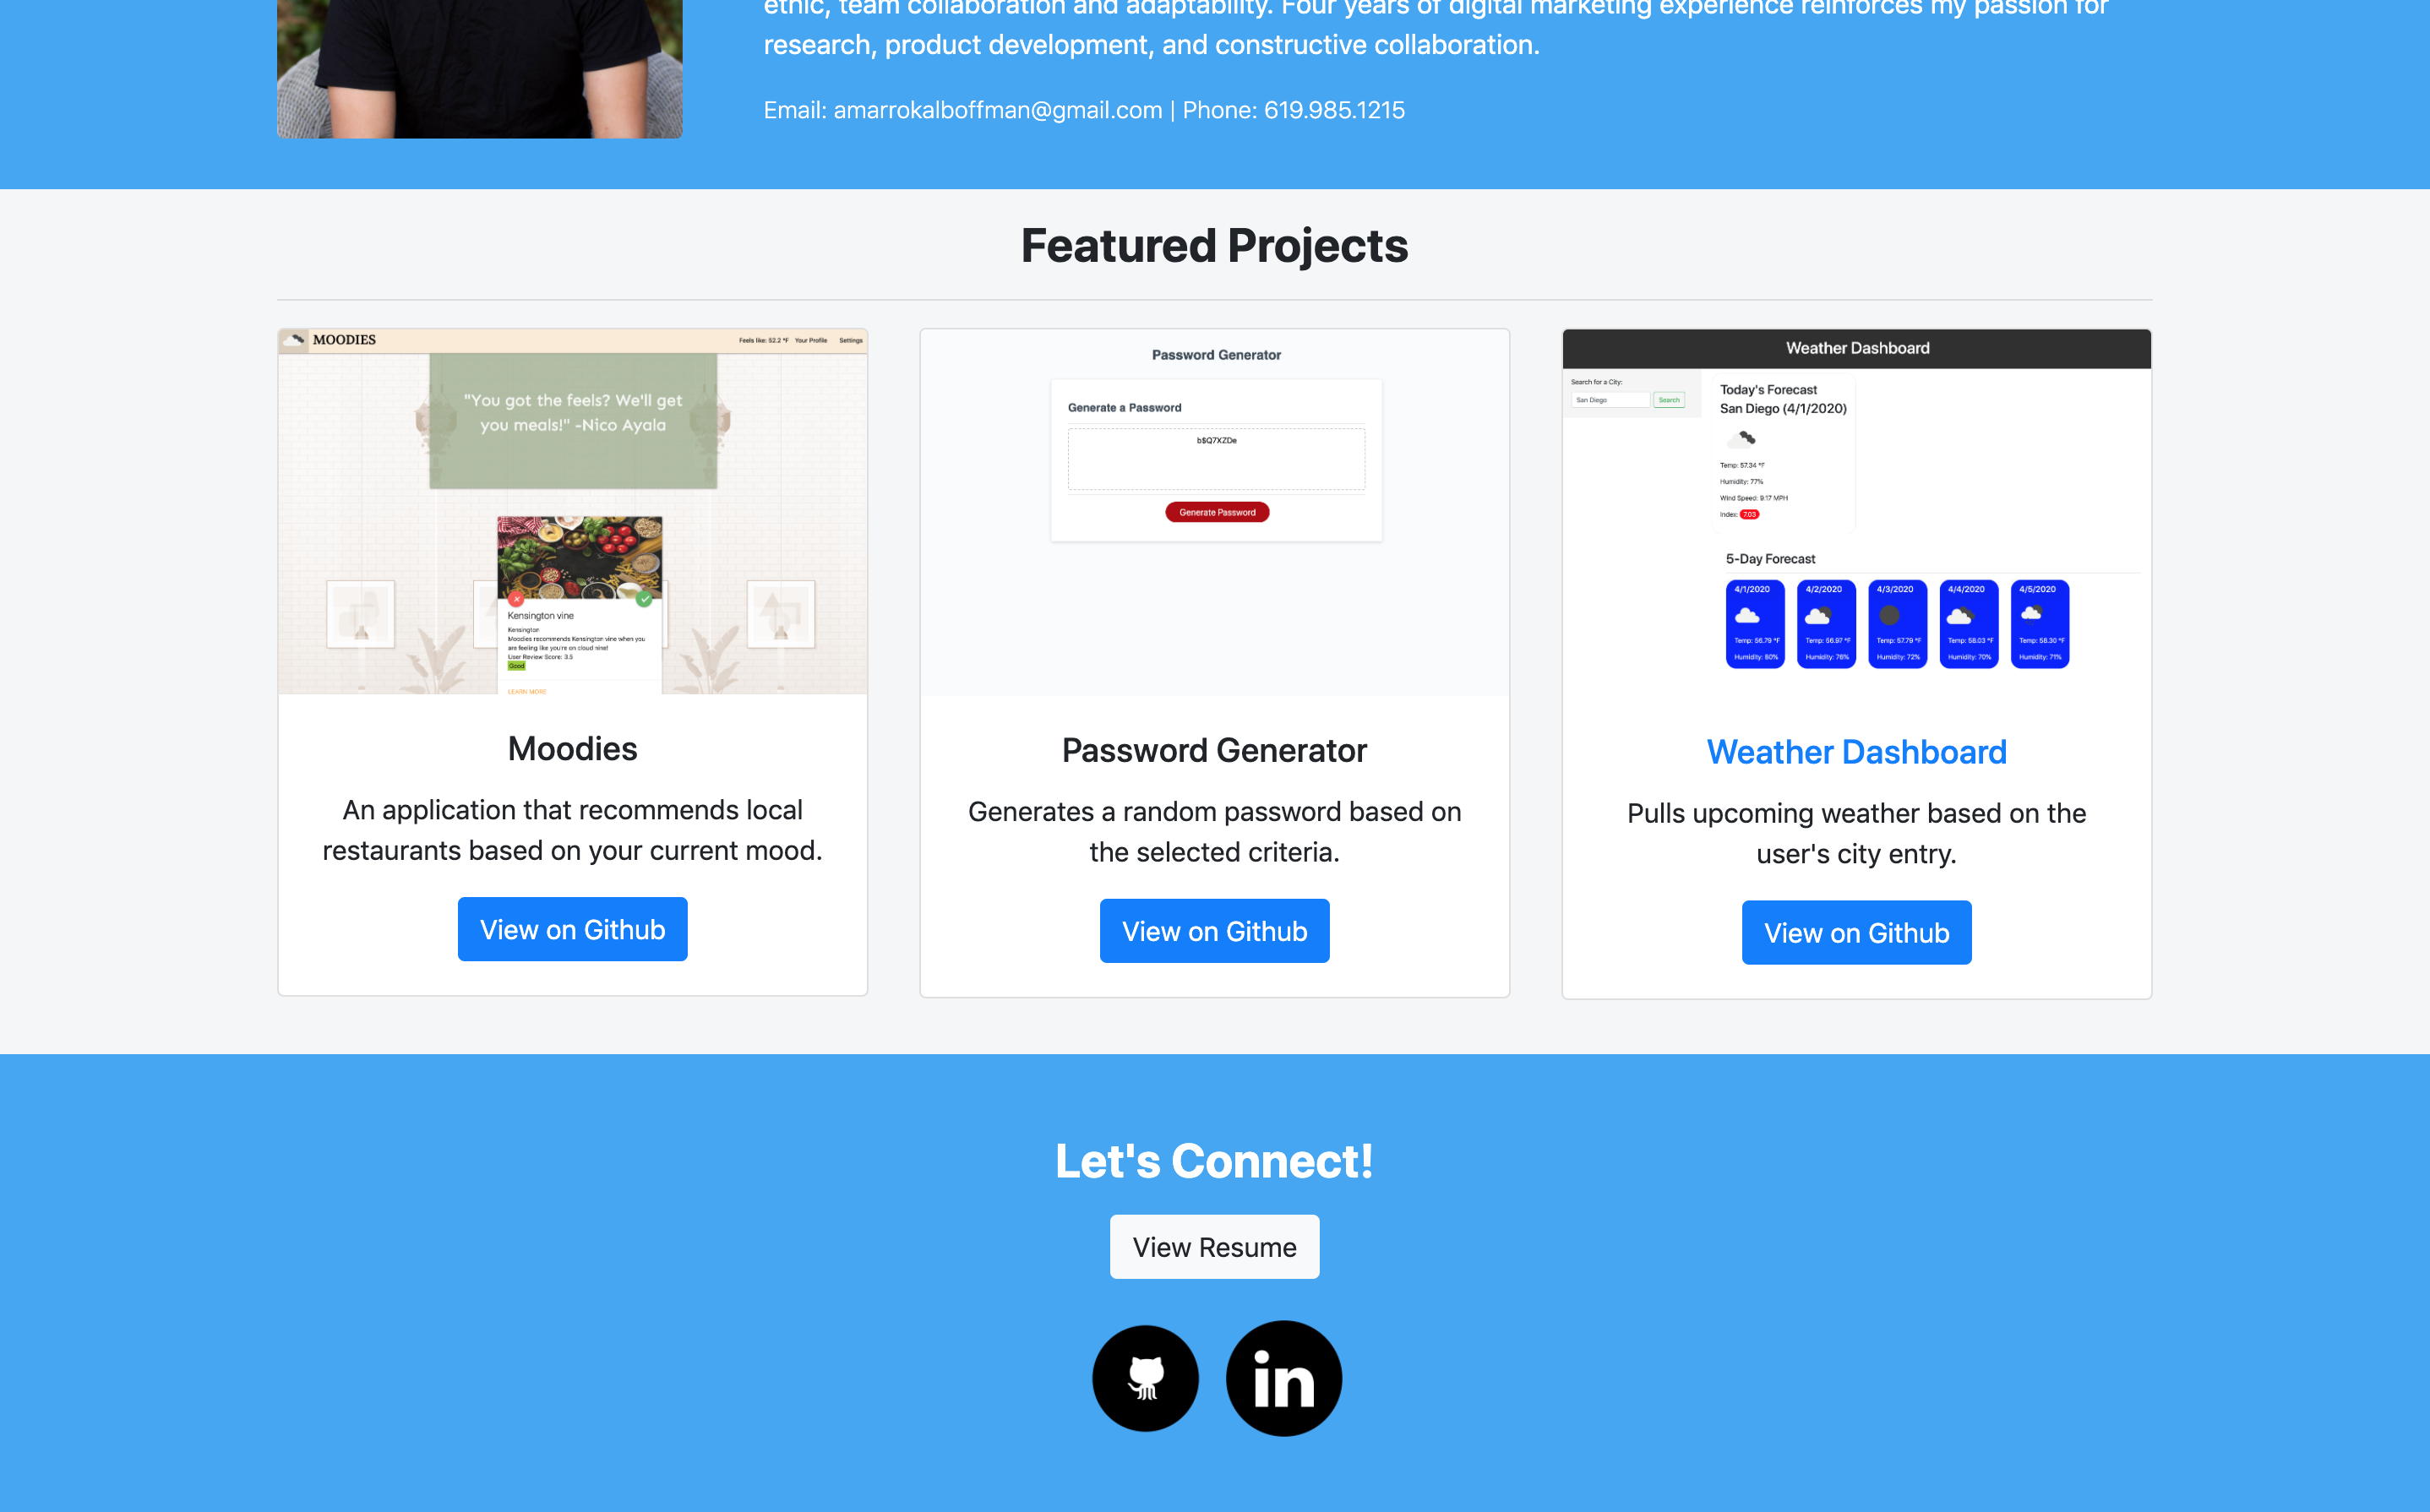 ethic, team collaboration and adaptability. Four years of digital marketing experience reinforces my passion for
research, product development, and constructive collaboration.
Email: amarrokalboffman@gmail.com | Phone: 619.985.1215
Featured Projects
MOODIES
Feels like: 52.2 °F Your Profile Settings
"You got the feels? We'll get
you meals!" -Nico Ayala
Kensington vine
Kensington
Moodies recommends Kensington vine when you
are feeling like you're on cloud nine!
User Review Score: 3.5
Good
LEARN MORE
Moodies
An application that recommends local
restaurants based on your current mood.
View on Github
Password Generator
Generate a Password
b$Q7XZDe
Generate Password
Password Generator
Generates a random password based on
the selected criteria.
View on Github
Weather Dashboard
Search for a City:
San Diego Search
Today's Forecast
San Diego (4/1/2020)
Temp: 57.34 °F
Humidity: 77%
Wind Speed: 9.17 MPH
Index: 7.03
5-Day Forecast
4/1/2020 4/2/2020 4/3/2020 4/4/2020 4/5/2020
Temp: 56.79 °F Temp: 56.97 °F Temp: 57.79 °F Temp: 58.03 °F Temp: 58.30 °F
Humidity: 80% Humidity: 76% Humidity: 72% Humidity: 70% Humidity: 71%
Weather Dashboard
Pulls upcoming weather based on the
user's city entry.
View on Github
Let's Connect!
View Resume
in